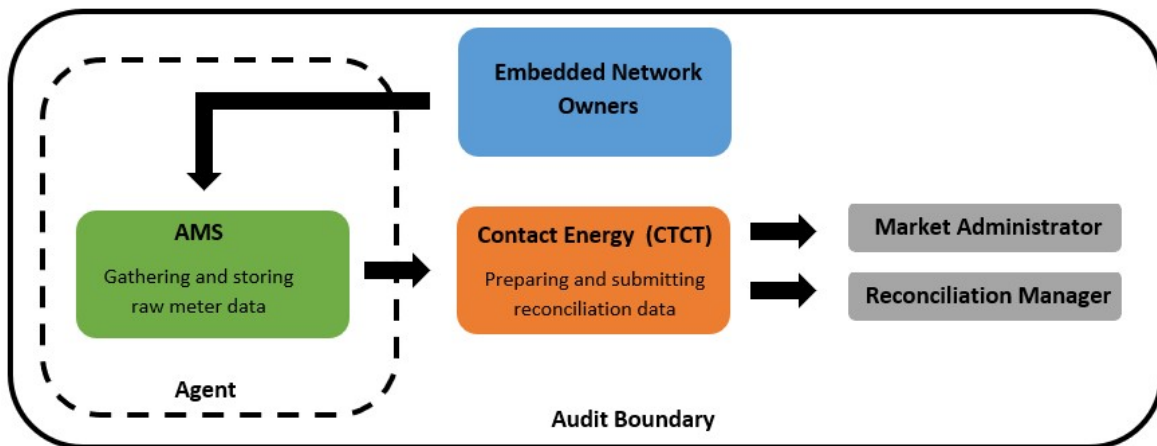 Embedded Network
Owners
AMS
Gathering and storing
raw meter data
Contact Energy (CTCT)
Preparing and submitting
reconciliation data
Market Administrator
Reconciliation Manager
Agent
Audit Boundary